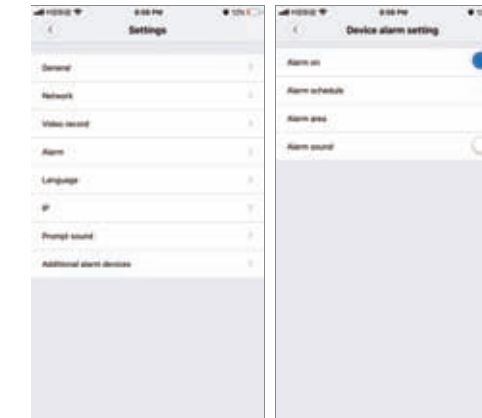 Settings
General
Network
Video record
Alarm
Language
IP
Prompt sound
Additional alarm devices
Device alarm setting
Alarm on
Alarm schedule
Alarm area
Alarm sound